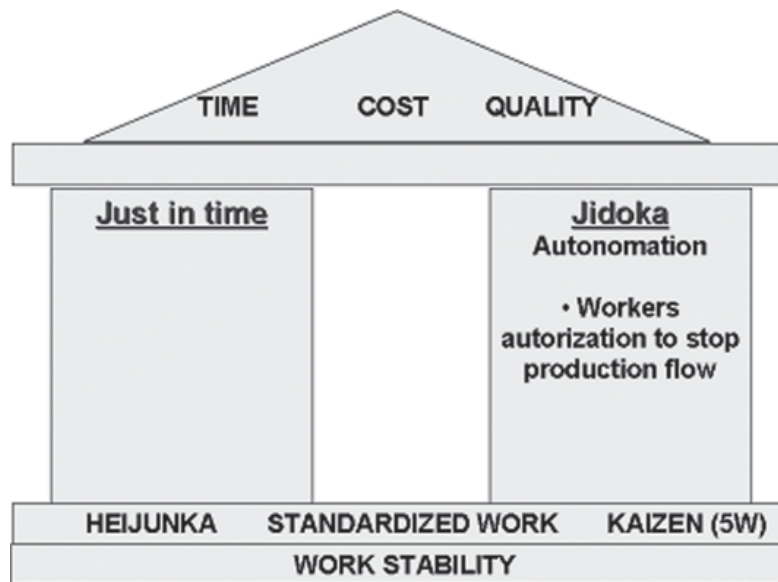 TIME COST QUALITY
Just in time
Jidoka
Autonomation
• Workers
autorization to stop
production flow
HEIJUNKA STANDARDIZED WORK KAIZEN (5W)
WORK STABILITY